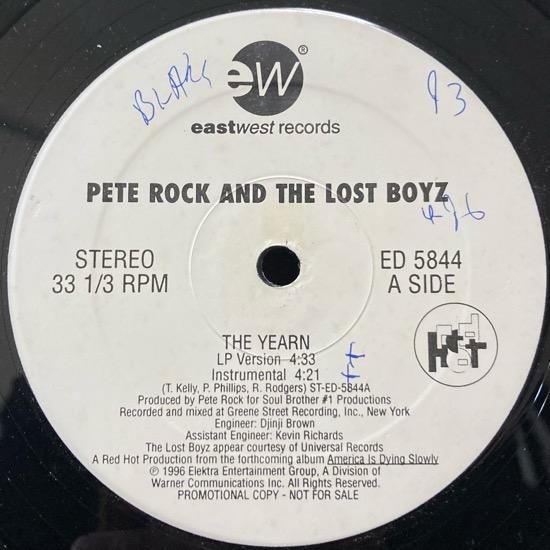 ew®
93
eastwest records
PETE ROCK AND THE LOST BOYZ
496
STEREO
33 1/3 RPM
ED 5844
A SIDE
THE YEARN
LP Version 4:33
Instrumental 4:21
(T. Kelly, P. Phillips, R. Rodgers) ST-ED-5844A
Produced by Pete Rock for Soul Brother #1 Productions
Recorded and mixed at Greene Street Recording, Inc., New York
Engineer: Djinji Brown
Assistant Engineer: Kevin Richards
The Lost Boyz appear courtesy of Universal Records
A Red Hot Production from the forthcoming album America Is Dying Slowly
℗ © 1996 Elektra Entertainment Group, A Division of
Warner Communications Inc. All Rights Reserved.
PROMOTIONAL COPY - NOT FOR SALE